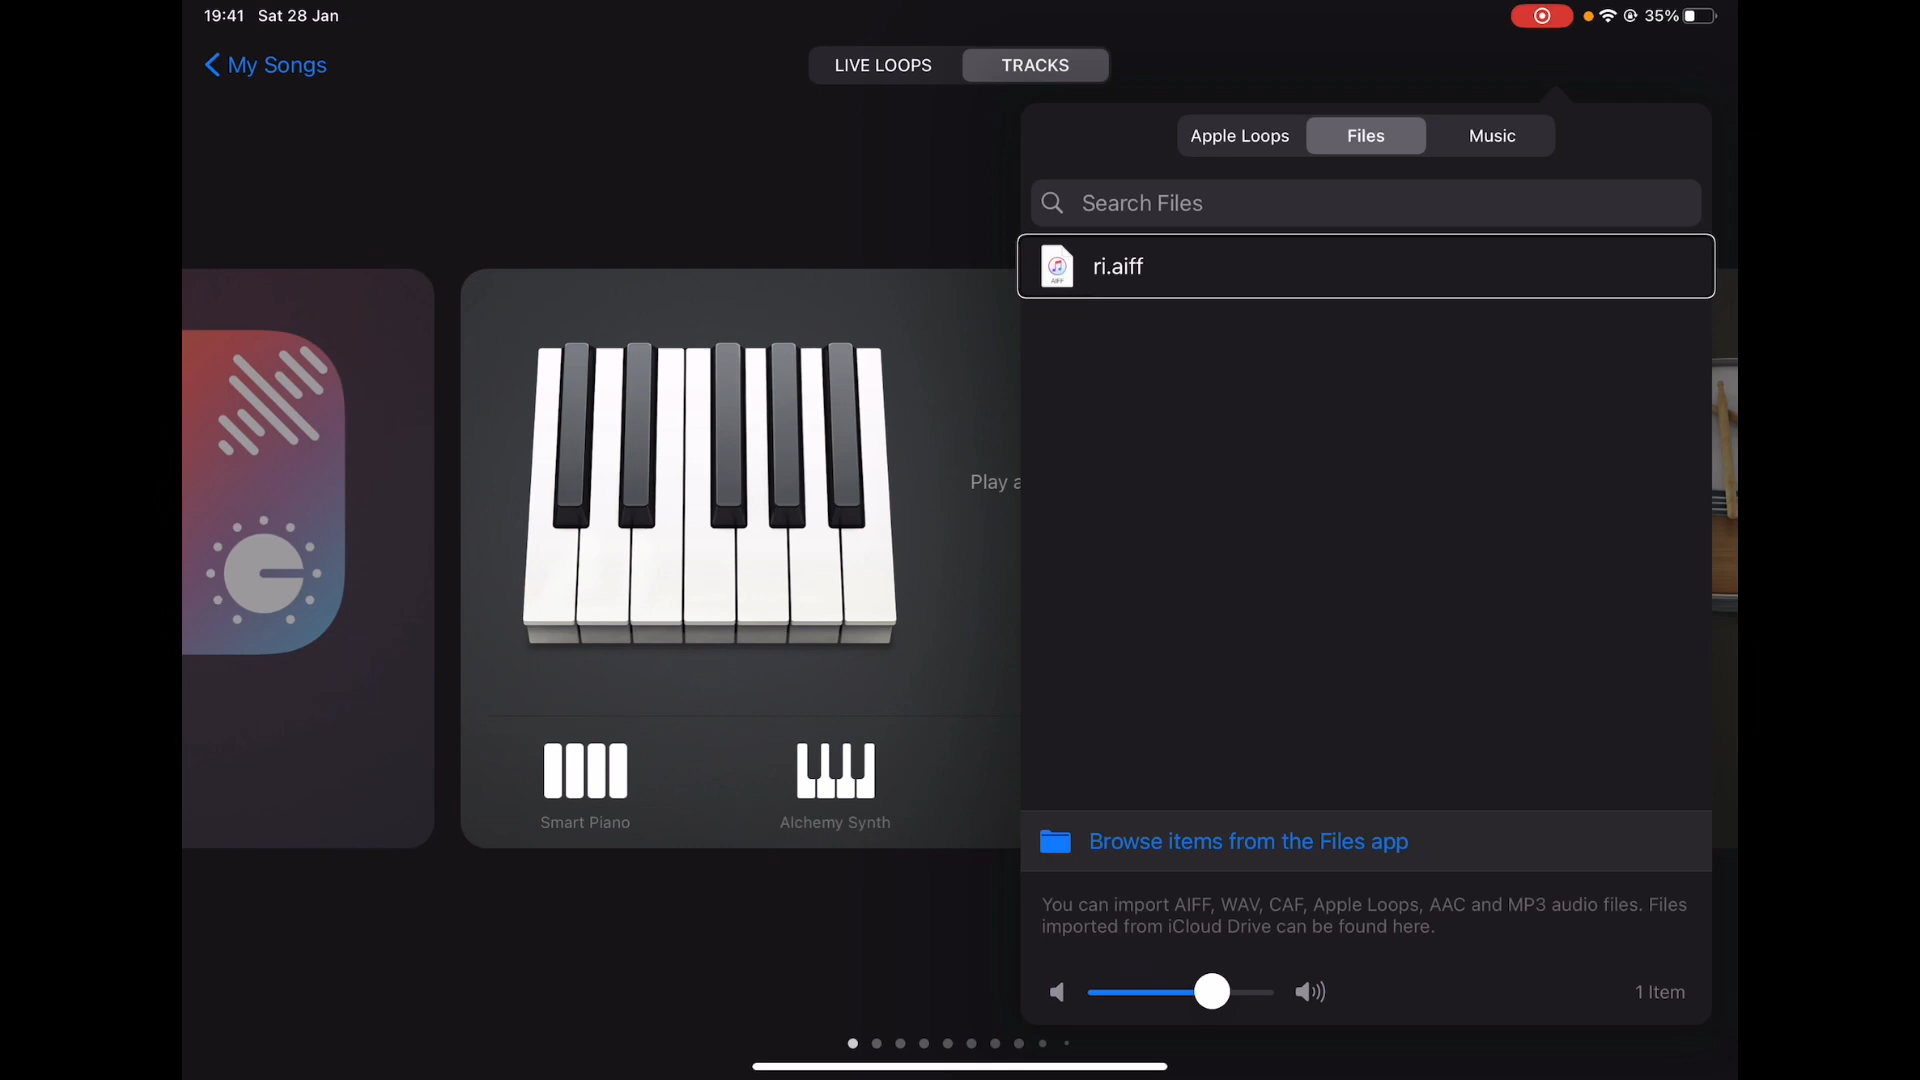 19:41 Sat 28 Jan
35%
My Songs
LIVE LOOPS
TRACKS
Apple Loops
Files
Music
Search Files
AIFF
ri.aiff
Play a
Smart Piano
Alchemy Synth
Browse items from the Files app
You can import AIFF, WAV, CAF, Apple Loops, AAC and MP3 audio files. Files
imported from iCloud Drive can be found here.
1 Item